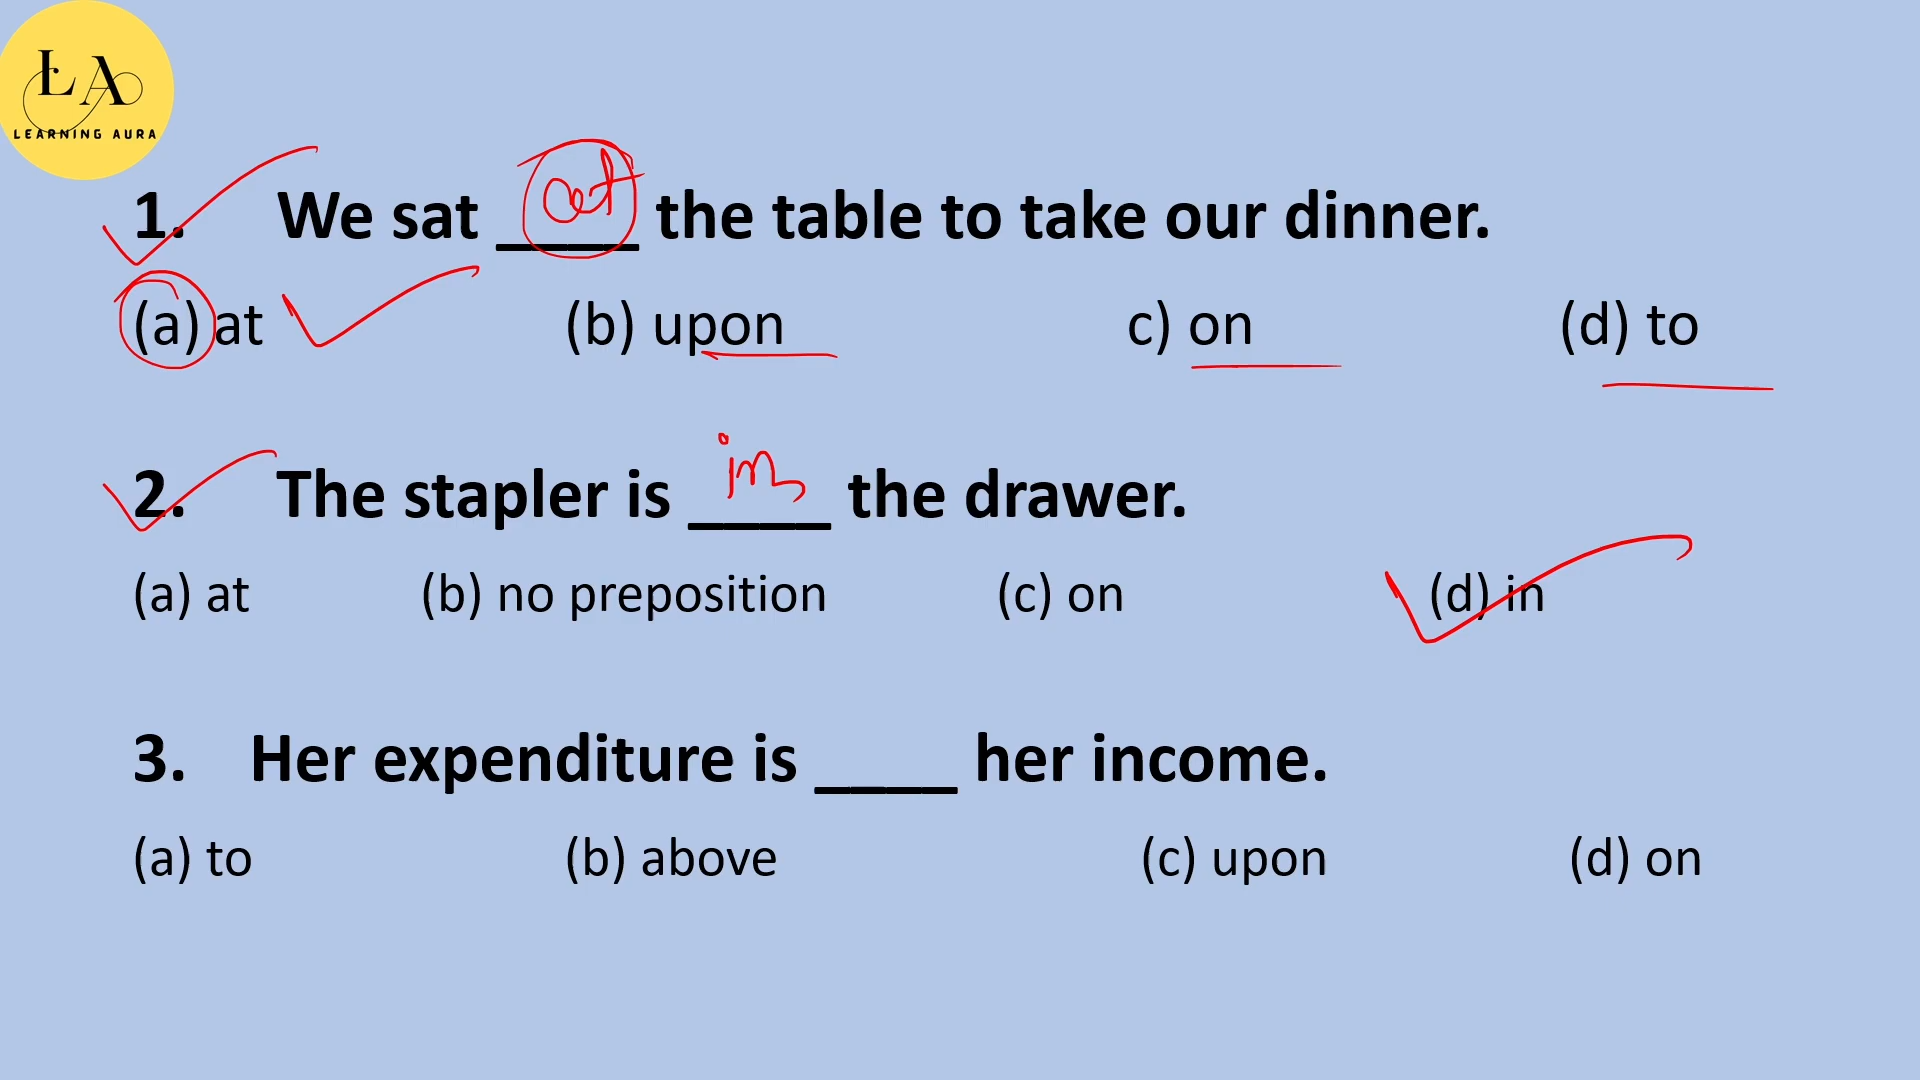 LA
LEARNING AURA
1. We sat at the table to take our dinner.
(a) at (b) upon c) on (d) to
2. The stapler is in the drawer.
(a) at (b) no preposition (c) on (d) in
3. Her expenditure is ____ her income.
(a) to (b) above (c) upon (d) on